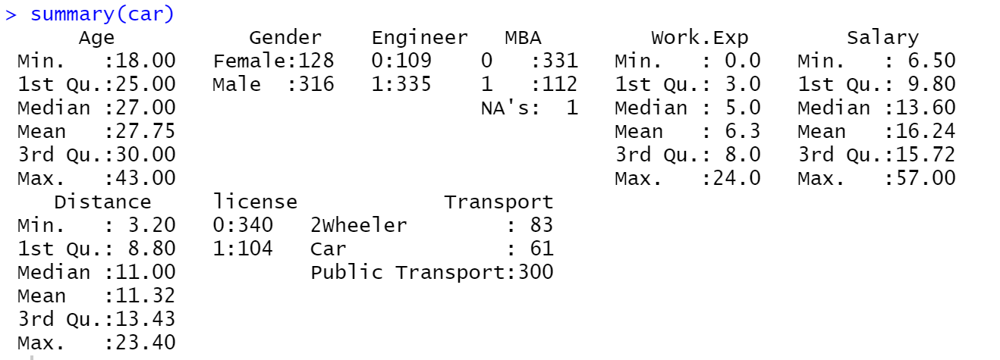 > summary(car)
      Age            Gender    Engineer   MBA         Work.Exp        Salary
 Min.   :18.00   Female:128   0:109    0   :331   Min.   : 0.0   Min.   : 6.50
 1st Qu.:25.00   Male  :316   1:335    1   :112   1st Qu.: 3.0   1st Qu.: 9.80
 Median :27.00                         NA's:  1   Median : 5.0   Median :13.60
 Mean   :27.75                                    Mean   : 6.3   Mean   :16.24
 3rd Qu.:30.00                                    3rd Qu.: 8.0   3rd Qu.:15.72
 Max.   :43.00                                    Max.   :24.0   Max.   :57.00
    Distance     license            Transport
 Min.   : 3.20   0:340   2Wheeler        : 83
 1st Qu.: 8.80   1:104   Car             : 61
 Median :11.00           Public Transport:300
 Mean   :11.32
 3rd Qu.:13.43
 Max.   :23.40